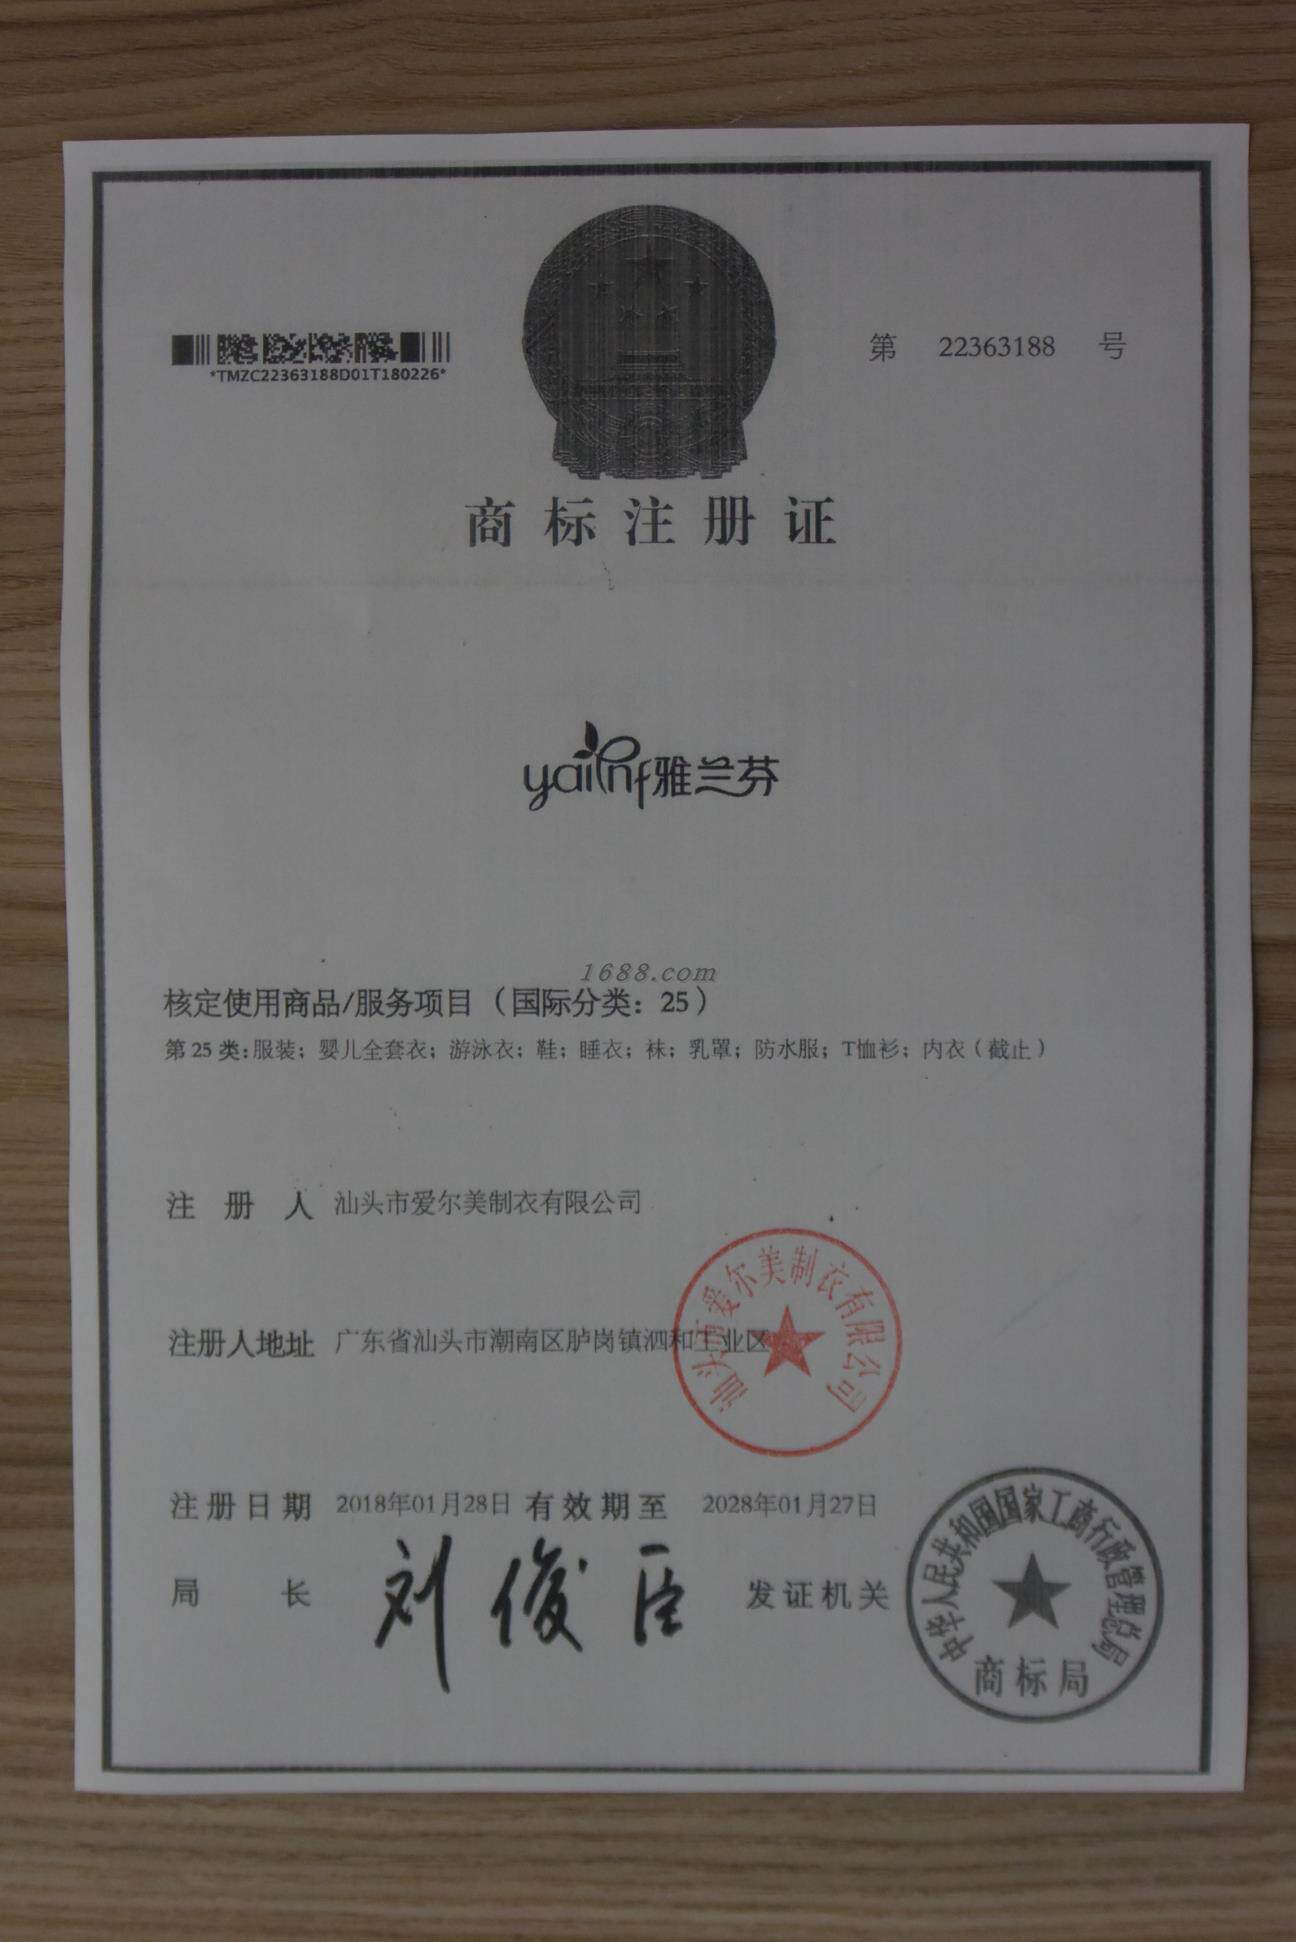 第 22363188 号
*TMZC22363188D01T180226*
商标注册证
yailnf雅兰芬
1688.com
核定使用商品/服务项目（国际分类：25）
第25类：服装；婴儿全套衣；游泳衣；鞋；睡衣；袜；乳罩；防水服；T恤衫；内衣（截止）
注册人 汕头市爱尔美制衣有限公司
汕头市爱尔美制衣有限公司
注册人地址 广东省汕头市潮南区胪岗镇泗和工业区
注册日期 2018年01月28日 有效期至 2028年01月27日
局长 刘俊臣 发证机关
中华人民共和国国家工商行政管理总局
商标局